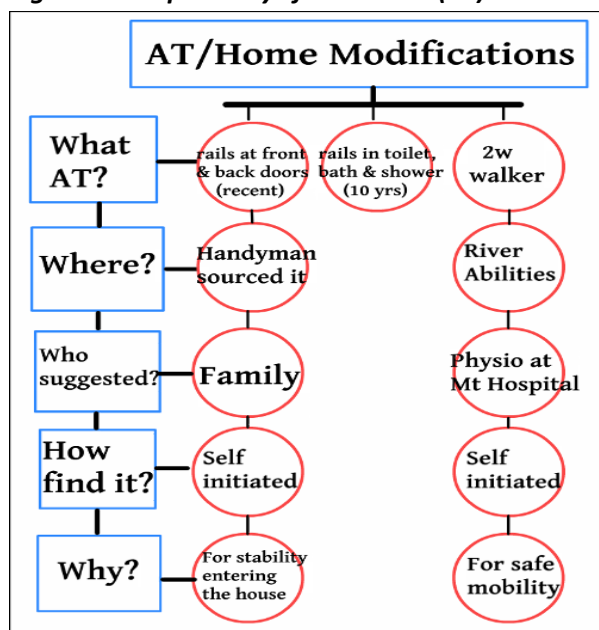 AT/Home Modifications
What
AT?
rails at front
& back doors
(recent)
rails in toilet,
bath & shower
(10 yrs)
2w
walker
Where?
Handyman
sourced it
River
Abilities
Who
suggested?
Family
Physio at
Mt Hospital
How
find it?
Self
initiated
Self
initiated
Why?
For stability
entering
the house
For safe
mobility